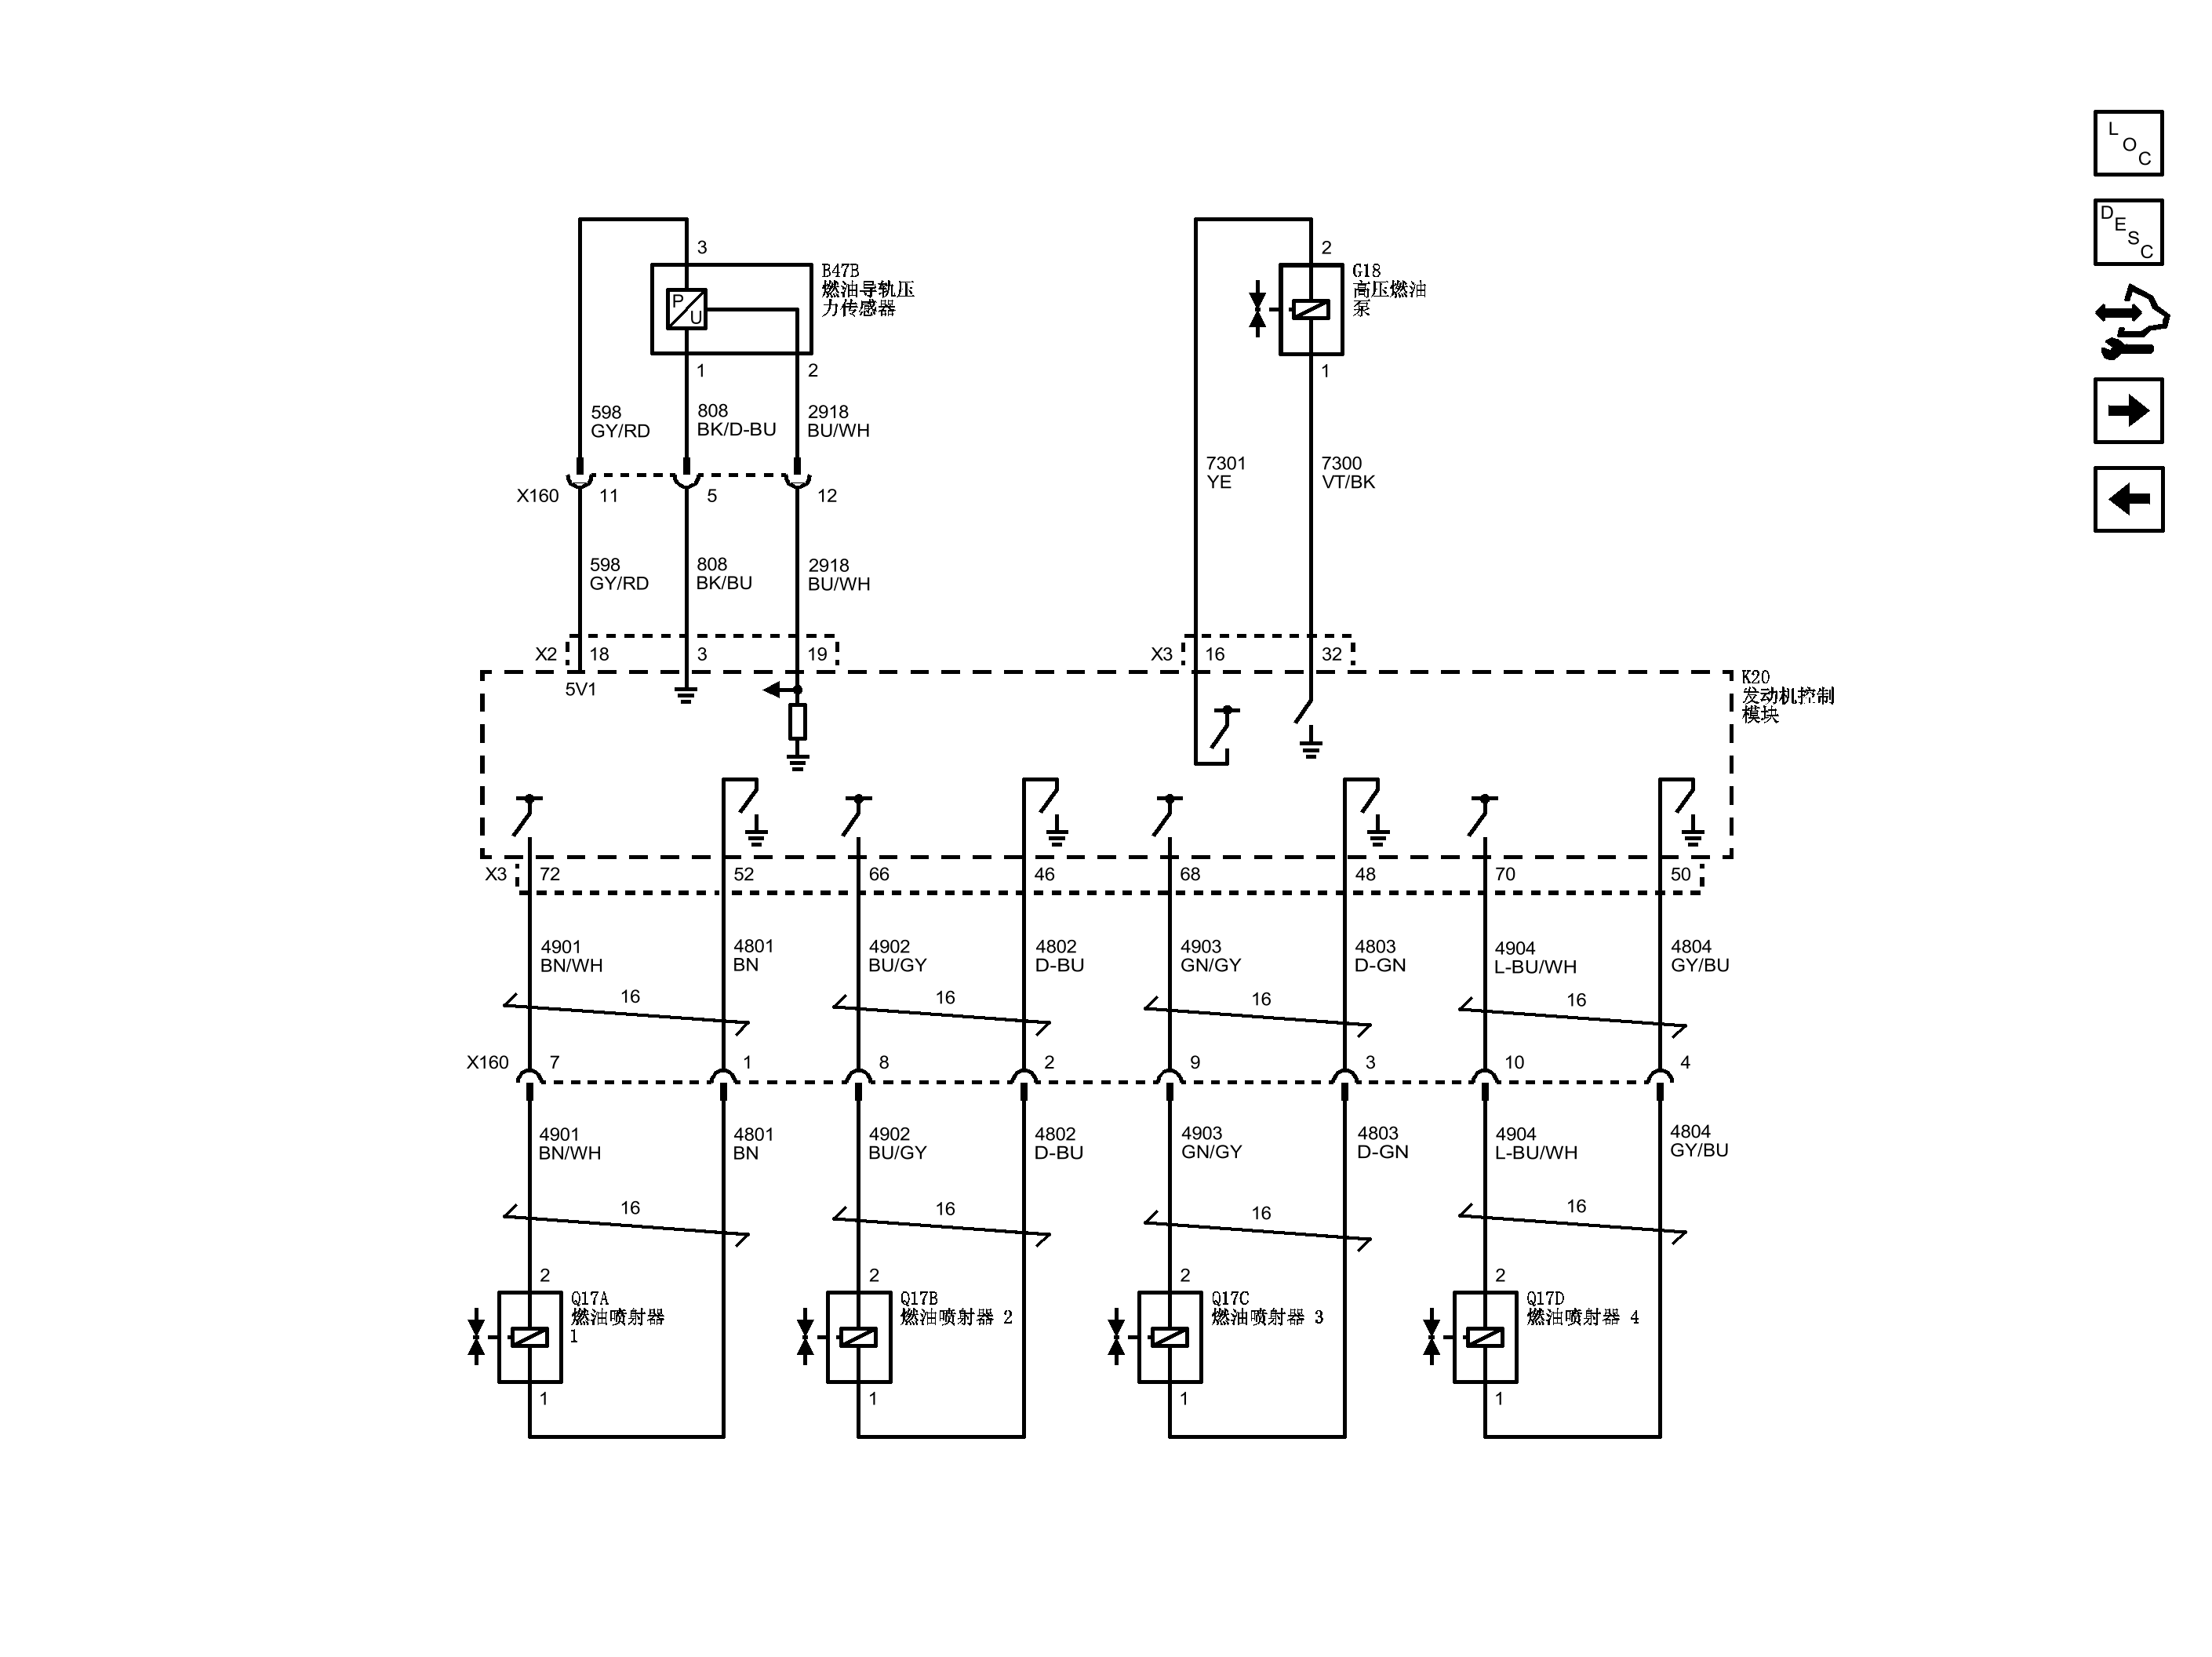 L
O
C
D
E
S
C
3
2
B47B
燃油导轨压
力传感器
P
U
G18
高压燃油
泵
1
2
1
598
GY/RD
808
BK/D-BU
2918
BU/WH
7301
YE
7300
VT/BK
X160
11
5
12
598
GY/RD
808
BK/BU
2918
BU/WH
X2
18
3
19
X3
16
32
5V1
K20
发动机控制
模块
X3
72
52
66
46
68
48
70
50
4901
BN/WH
4801
BN
4902
BU/GY
4802
D-BU
4903
GN/GY
4803
D-GN
4904
L-BU/WH
4804
GY/BU
16
16
16
16
X160
7
1
8
2
9
3
10
4
4901
BN/WH
4801
BN
4902
BU/GY
4802
D-BU
4903
GN/GY
4803
D-GN
4904
L-BU/WH
4804
GY/BU
16
16
16
16
2
2
2
2
Q17A
燃油喷射器
1
Q17B
燃油喷射器 2
Q17C
燃油喷射器 3
Q17D
燃油喷射器 4
1
1
1
1